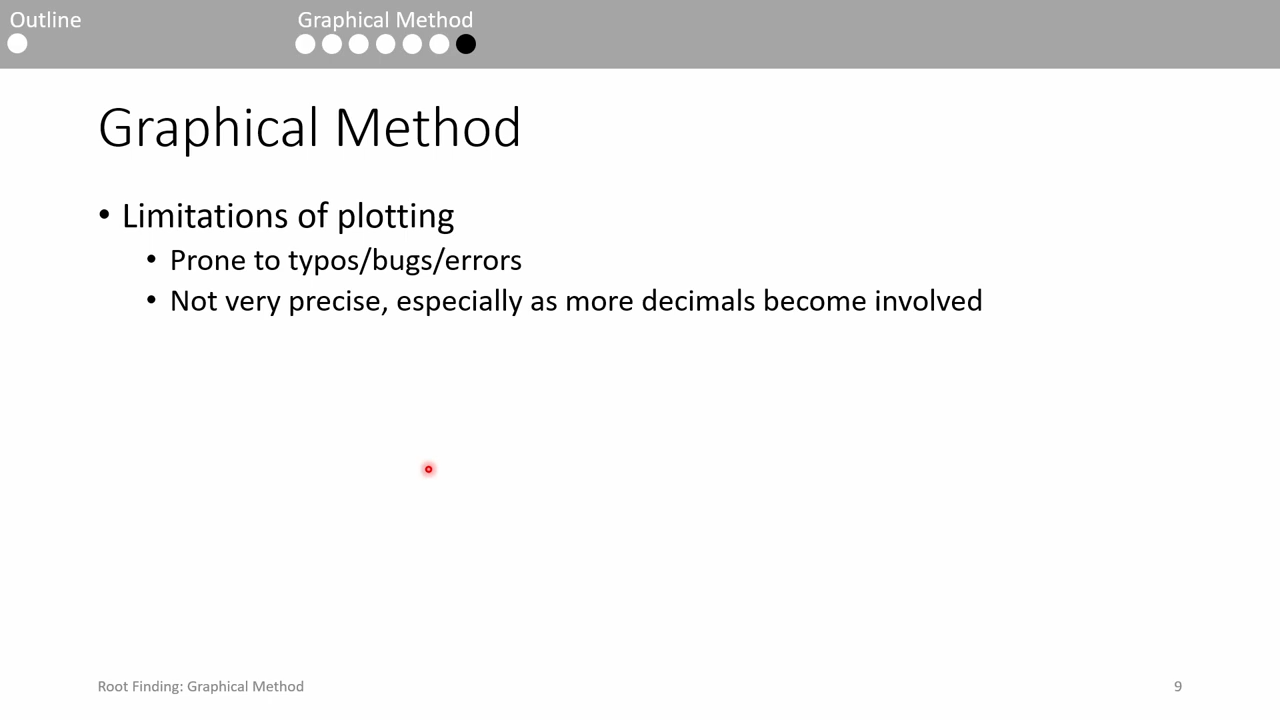 Outline
Graphical Method
Graphical Method
• Limitations of plotting
• Prone to typos/bugs/errors
• Not very precise, especially as more decimals become involved
Root Finding: Graphical Method
9